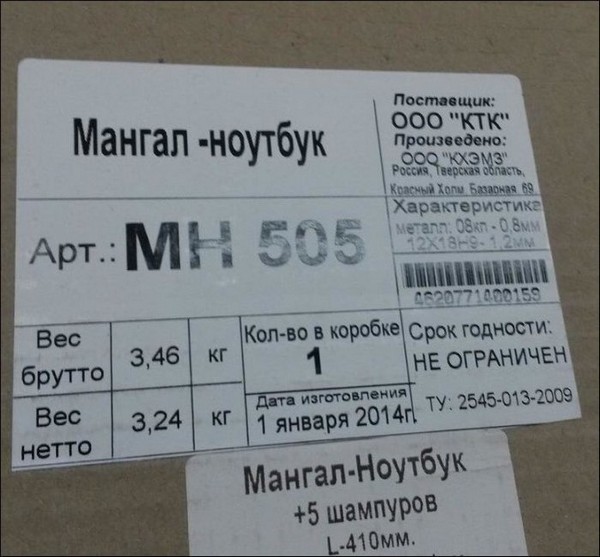 Мангал -ноутбук
Поставщик:
ООО "КТК"
Произведено:
ООО "КХЭМЗ"
Россия, Тверская область,
Красный Холм, Базарная 69
Арт.: МН 505
Характеристика
металл: 08кп - 0,8мм
12Х18Н9- 1,2мм
4620771400159
Вес брутто
3,46 кг
Кол-во в коробке
1
Срок годности:
НЕ ОГРАНИЧЕН
Вес нетто
3,24 кг
Дата изготовления
1 января 2014г.
ТУ: 2545-013-2009
Мангал-Ноутбук
+5 шампуров
L-410мм.